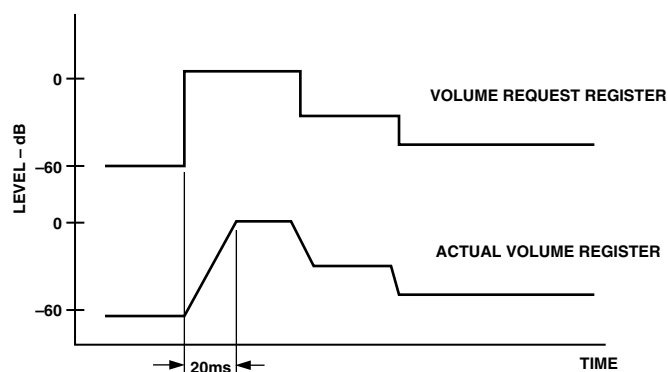 0
VOLUME REQUEST REGISTER
–60
LEVEL – dB
0
ACTUAL VOLUME REGISTER
–60
20ms
TIME